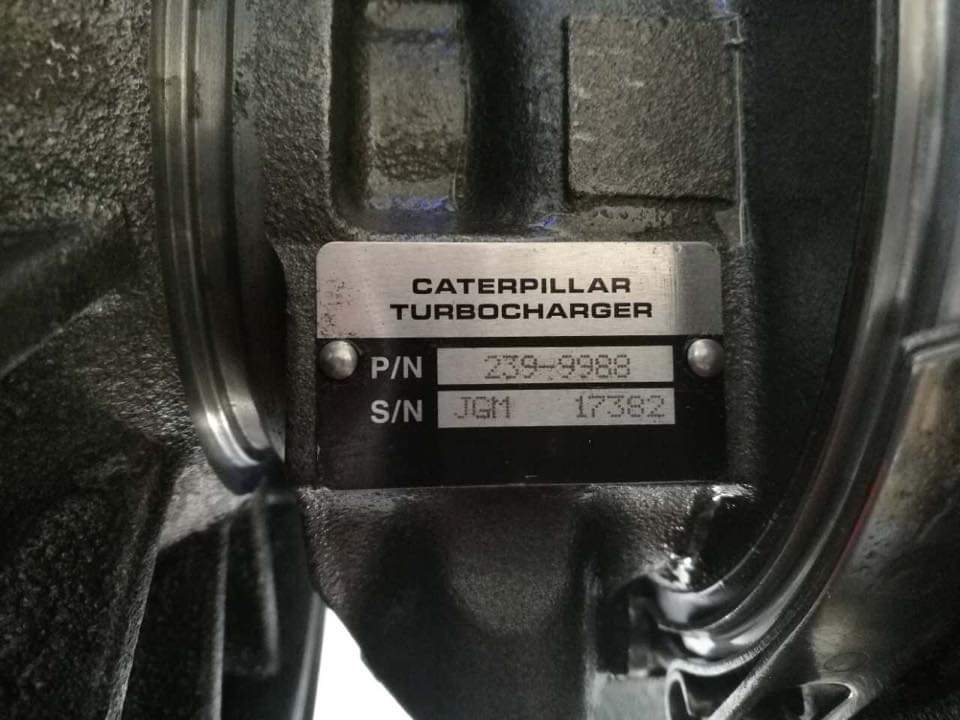 CATERPILLAR
TURBOCHARGER
P/N 239-9988
S/N JGM 17382